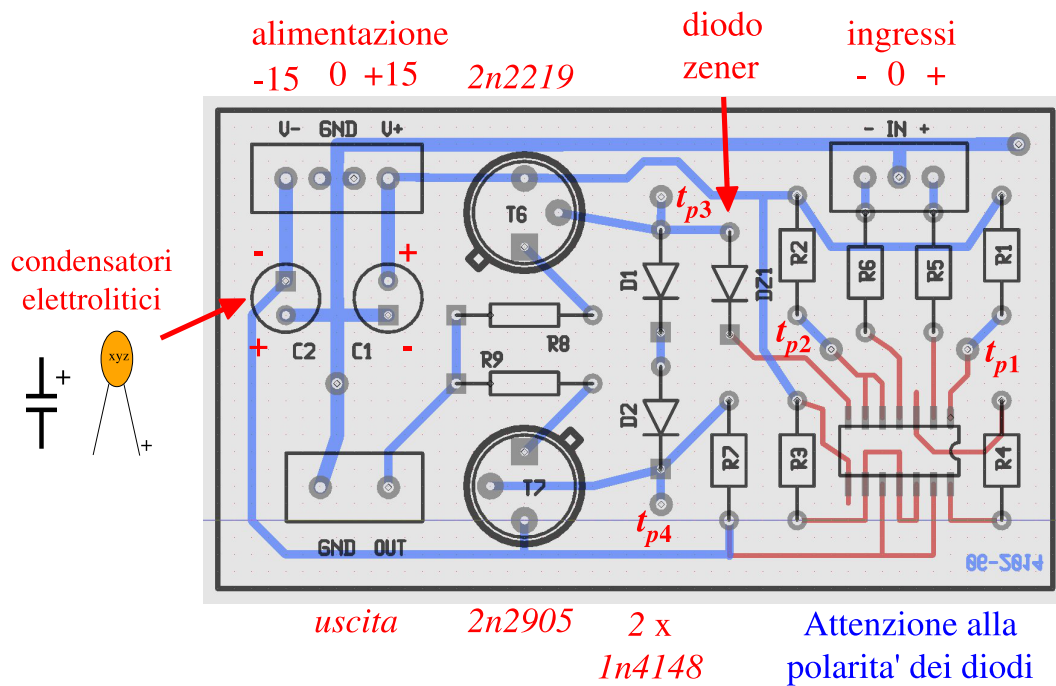 alimentazione
-15 0 +15
2n2219
diodo
zener
ingressi
- 0 +
V- GND V+
- IN +
T6
tp3
R2
R6
R5
R1
D1
DZ1
- +
condensatori
elettrolitici
+ C2 C1 -
R8
R9
tp2
tp1
xyz
+
+
D2
T7
R7
R3
R4
tp4
GND OUT
06-2014
uscita
2n2905
2 x
1n4148
Attenzione alla
polarita' dei diodi